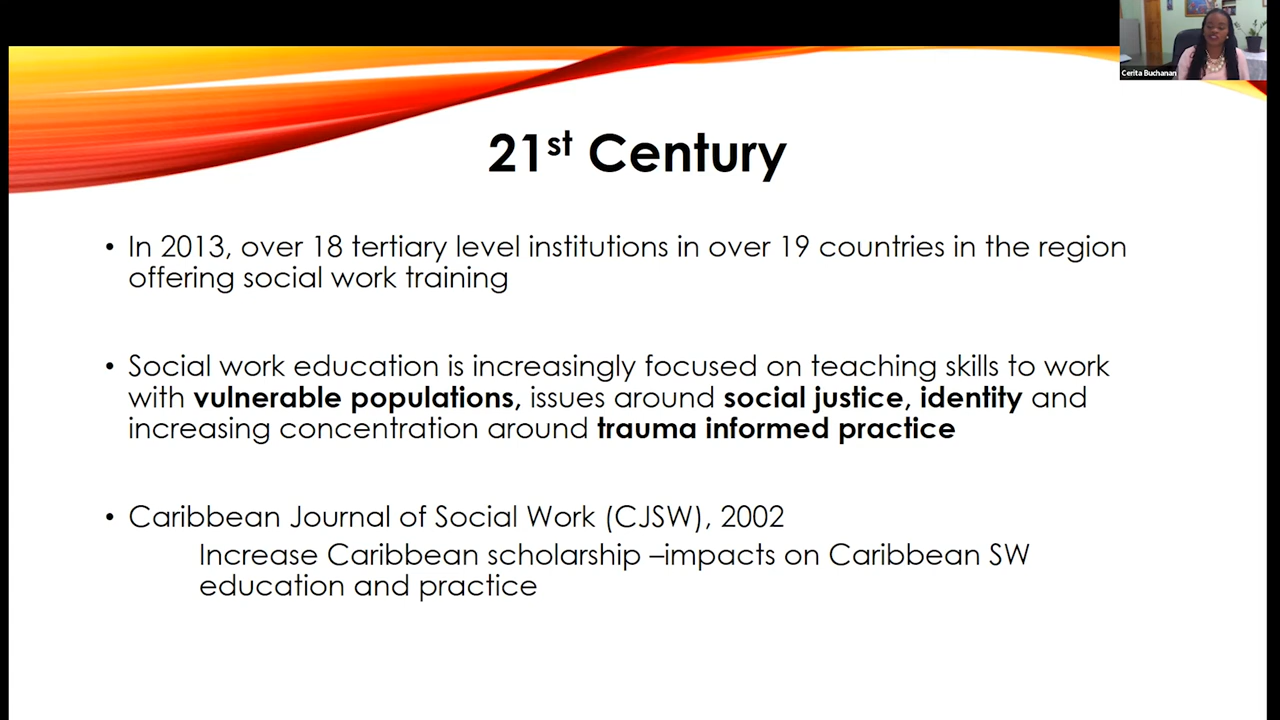 Cerita Buchanan
21st Century
• In 2013, over 18 tertiary level institutions in over 19 countries in the region
offering social work training
• Social work education is increasingly focused on teaching skills to work
with vulnerable populations, issues around social justice, identity and
increasing concentration around trauma informed practice
• Caribbean Journal of Social Work (CJSW), 2002
Increase Caribbean scholarship –impacts on Caribbean SW
education and practice